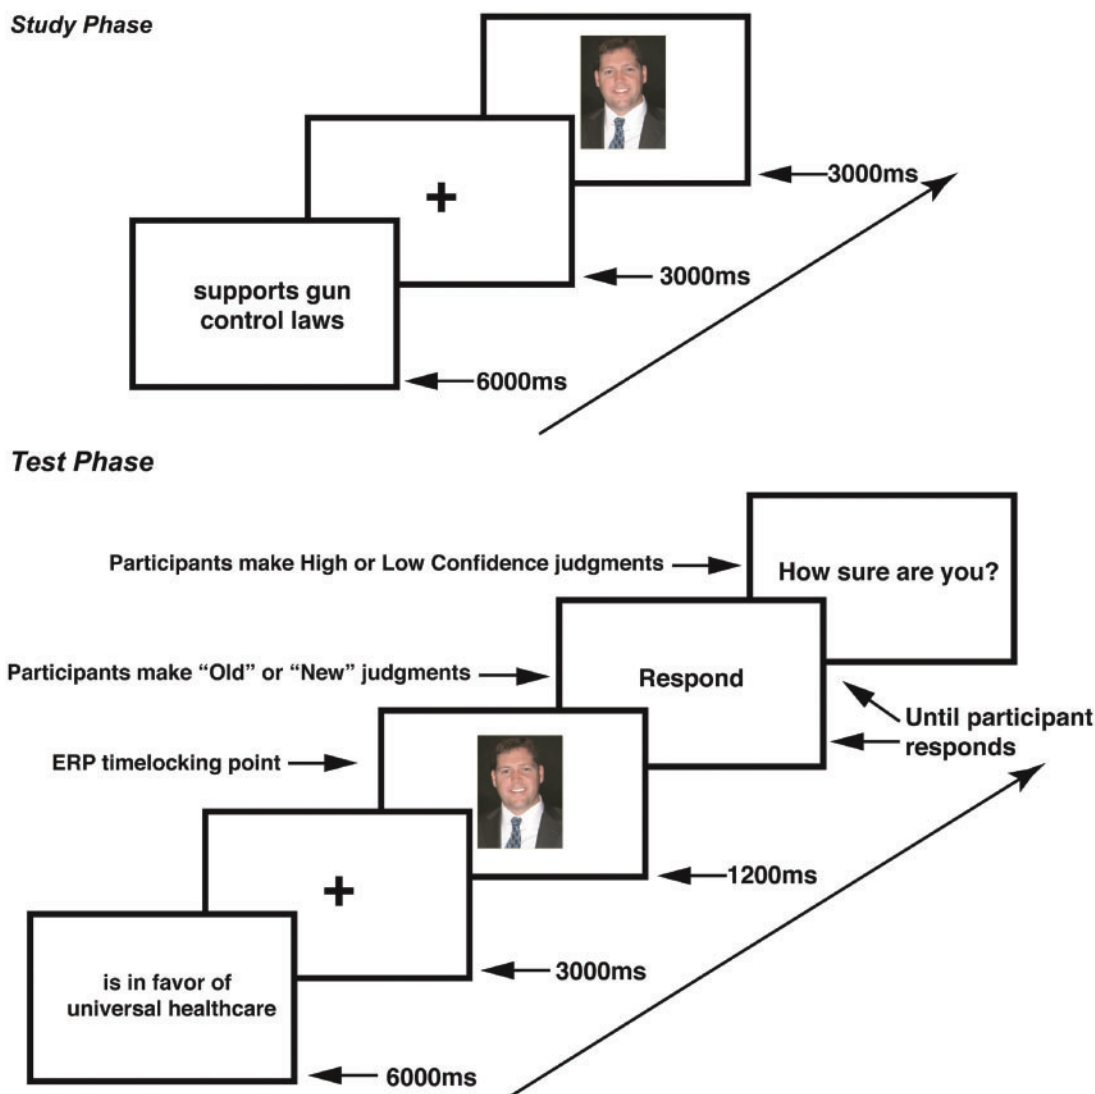 Study Phase
3000ms
+
3000ms
supports gun
control laws
6000ms
Test Phase
Participants make High or Low Confidence judgments
How sure are you?
Participants make “Old” or “New” judgments
Respond
Until participant
responds
ERP timelocking point
1200ms
+
3000ms
is in favor of
universal healthcare
6000ms